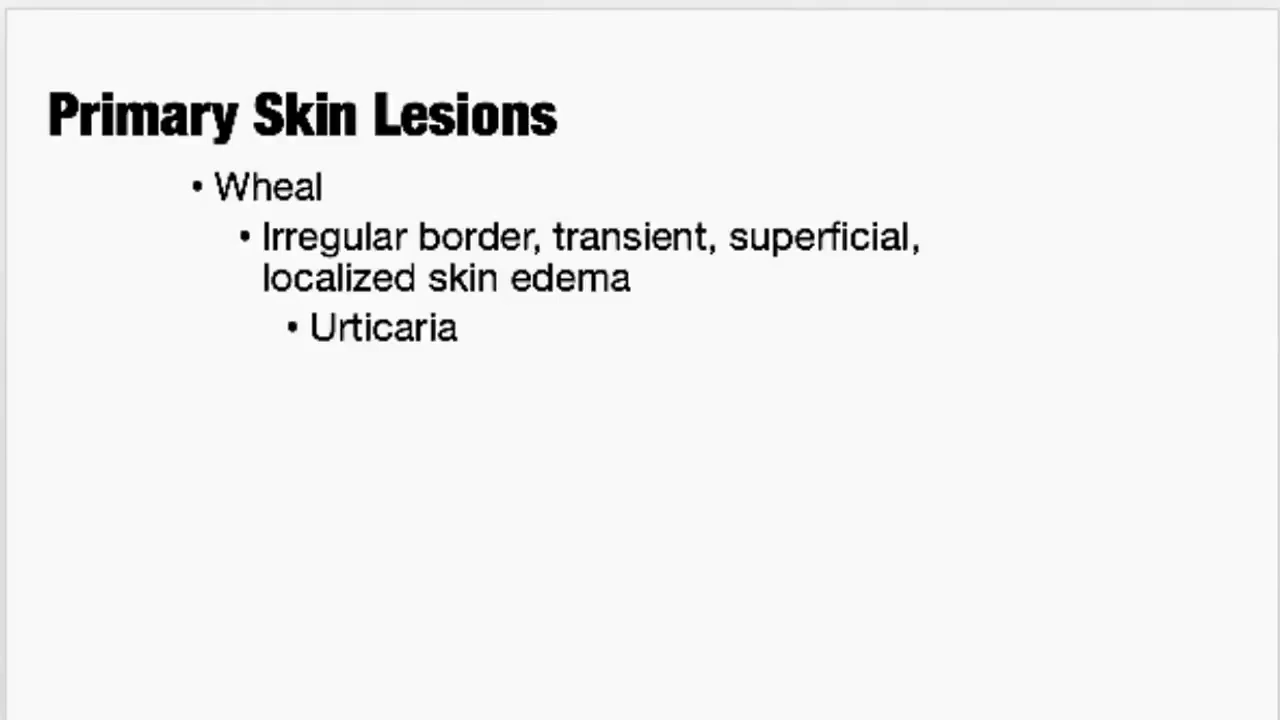 Primary Skin Lesions
• Wheal
• Irregular border, transient, superficial,
localized skin edema
• Urticaria